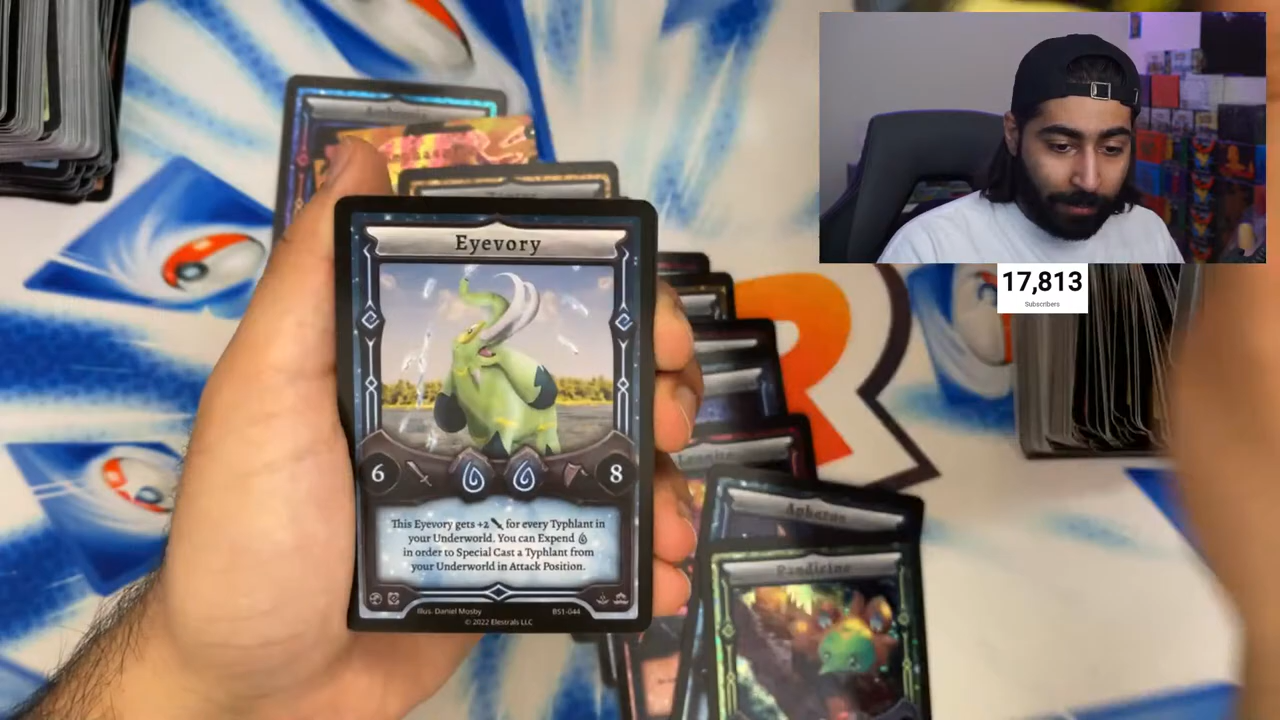 Eyevory
6
8
This Eyevory gets +2 for every Typhlant in
your Underworld. You can Expend
in order to Special Cast a Typhlant from
your Underworld in Attack Position.
Illus. Daniel Mosby
BS1-044
© 2022 Elestrals LLC
17,813
Subscribers